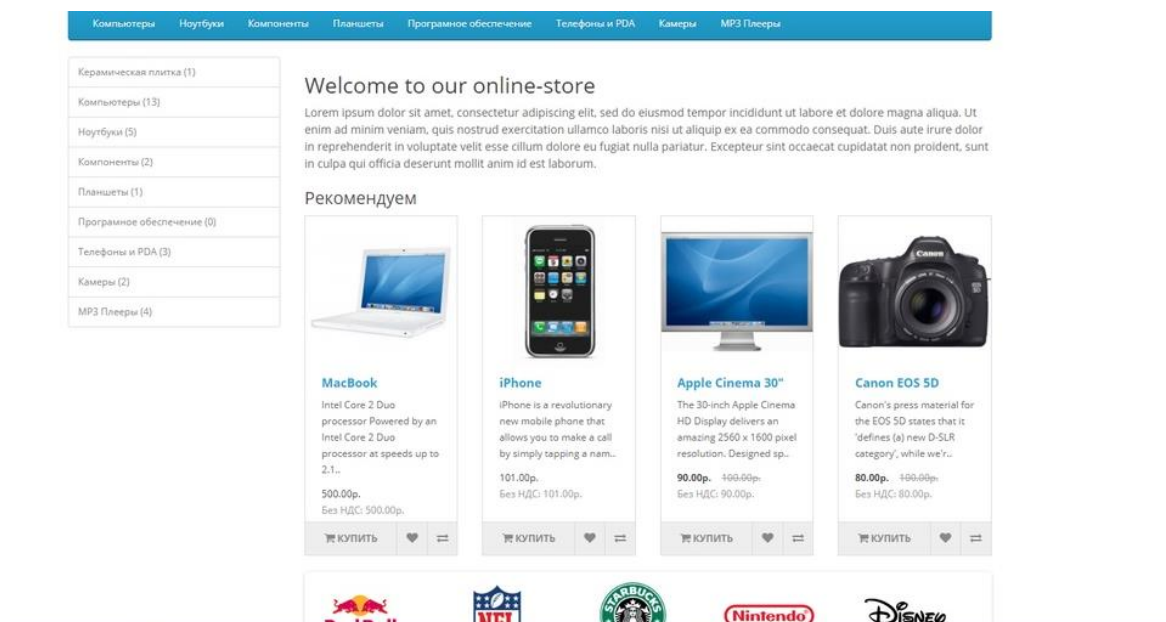 Компьютеры Ноутбуки Компоненты Планшеты Програмное обеспечение Телефоны и PDA Камеры MP3 Плееры
Керамическая плитка (1)
Компьютеры (13)
Ноутбуки (5)
Компоненты (2)
Планшеты (1)
Програмное обеспечение (0)
Телефоны и PDA (3)
Камеры (2)
MP3 Плееры (4)
Welcome to our online-store
Lorem ipsum dolor sit amet, consectetur adipiscing elit, sed do eiusmod tempor incididunt ut labore et dolore magna aliqua. Ut
enim ad minim veniam, quis nostrud exercitation ullamco laboris nisi ut aliquip ex ea commodo consequat. Duis aute irure dolor
in reprehenderit in voluptate velit esse cillum dolore eu fugiat nulla pariatur. Excepteur sint occaecat cupidatat non proident, sunt
in culpa qui officia deserunt mollit anim id est laborum.
Рекомендуем
MacBook
Intel Core 2 Duo
processor Powered by an
Intel Core 2 Duo
processor at speeds up to
2.1..
500.00р.
Без НДС: 500.00р.
КУПИТЬ
iPhone
iPhone is a revolutionary
new mobile phone that
allows you to make a call
by simply tapping a nam..
101.00р.
Без НДС: 101.00р.
КУПИТЬ
Apple Cinema 30"
The 30-inch Apple Cinema
HD Display delivers an
amazing 2560 x 1600 pixel
resolution. Designed sp..
90.00р. 100.00р.
Без НДС: 90.00р.
КУПИТЬ
Canon
Canon EOS 5D
Canon's press material for
the EOS 5D states that it
'defines (a) new D-SLR
category', while we'r..
80.00р. 100.00р.
Без НДС: 80.00р.
КУПИТЬ
Red Bull
NFL
STARBUCKS
Nintendo
Disney